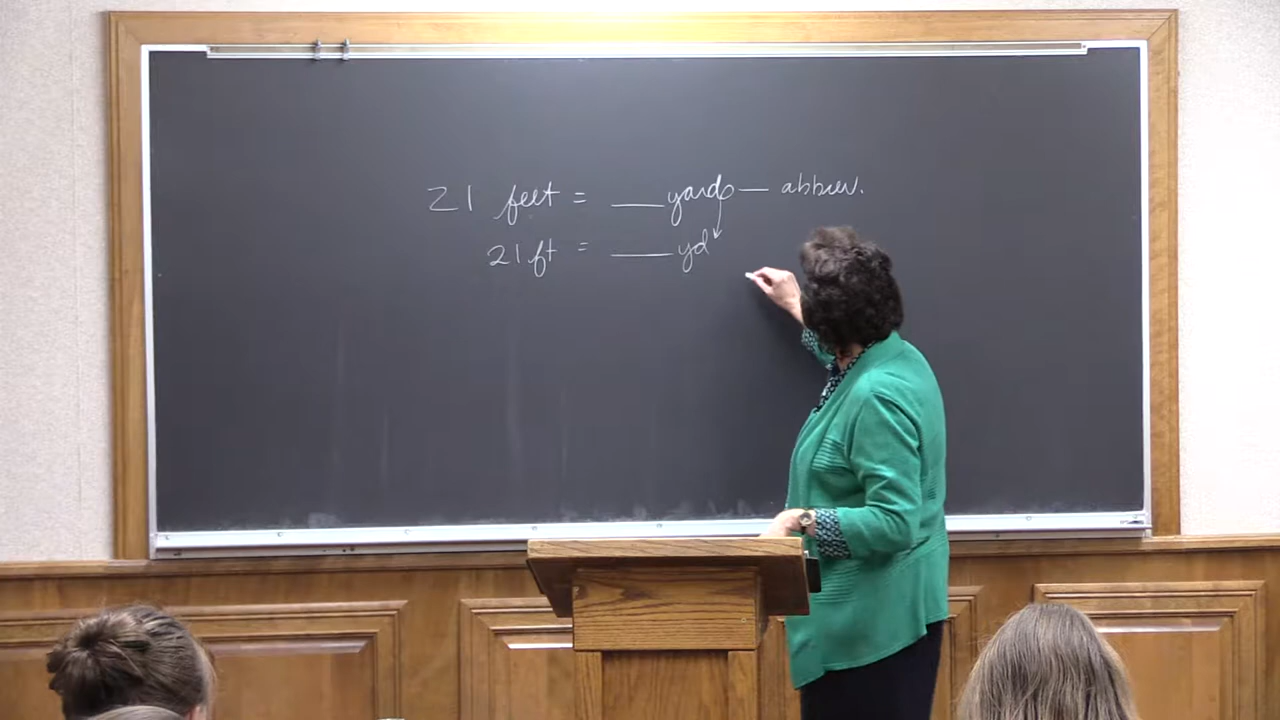 21 feet = ___ yards — abbrev.
21 ft = ___ yd